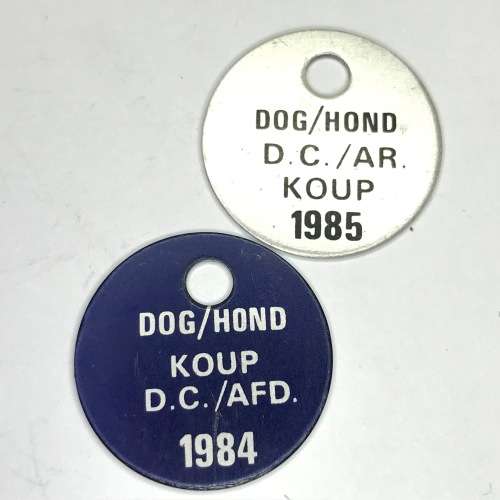 DOG/HOND
D.C./AR.
KOUP
1985
DOG/HOND
KOUP
D.C./AFD.
1984